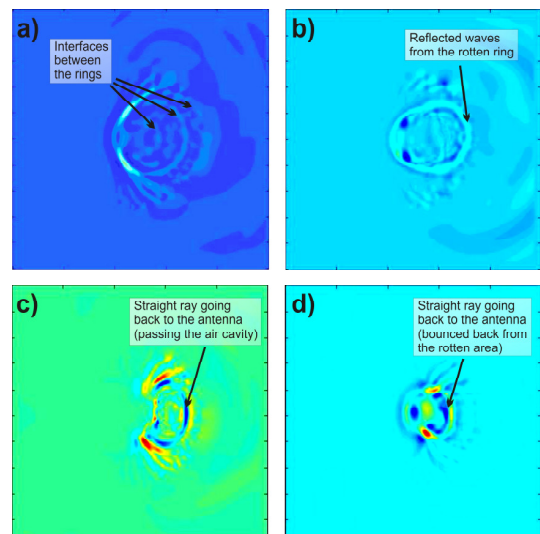 a)
Interfaces
between
the rings
b)
Reflected waves
from the rotten ring
c)
Straight ray going
back to the antenna
(passing the air cavity)
d)
Straight ray going
back to the antenna
(bounced back from
the rotten area)